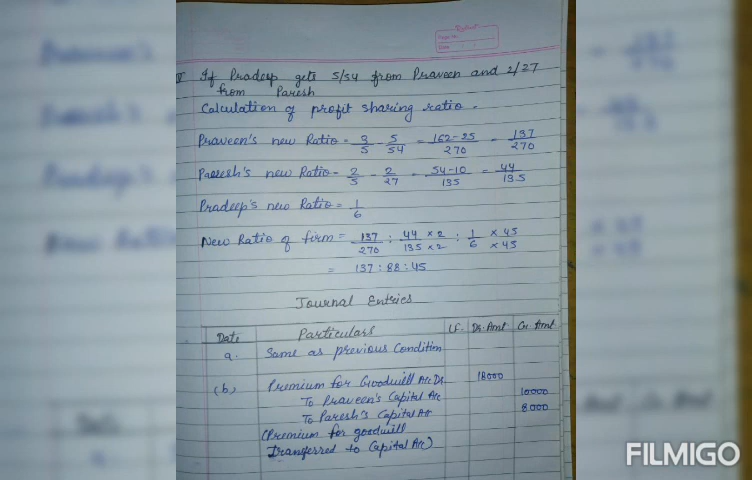 If Pradeep gets 5/54 from Praveen and 2/27
from Paresh
Calculation of profit sharing ratio.
Praveen's new Ratio = 3/5 - 5/54 = 162-25/270 = 137/270
Paresh's new Ratio = 2/5 - 2/27 = 54-10/135 = 44/135
Pradeep's new Ratio = 1/6
New Ratio of firm = 137/270 : 44 x 2/135 x 2 : 1/6 x 45/x 45
= 137 : 88 : 45
Journal Entries
Date Particulars LF. Dr. Amt Cr. Amt
a. Same as previous Condition
(b) Premium for Goodwill A/c Dr. 18000
To Praveen's Capital A/c 10000
To Paresh's Capital A/c 8000
(Premium for goodwill
Transferred to Capital A/c)
FILMIGO